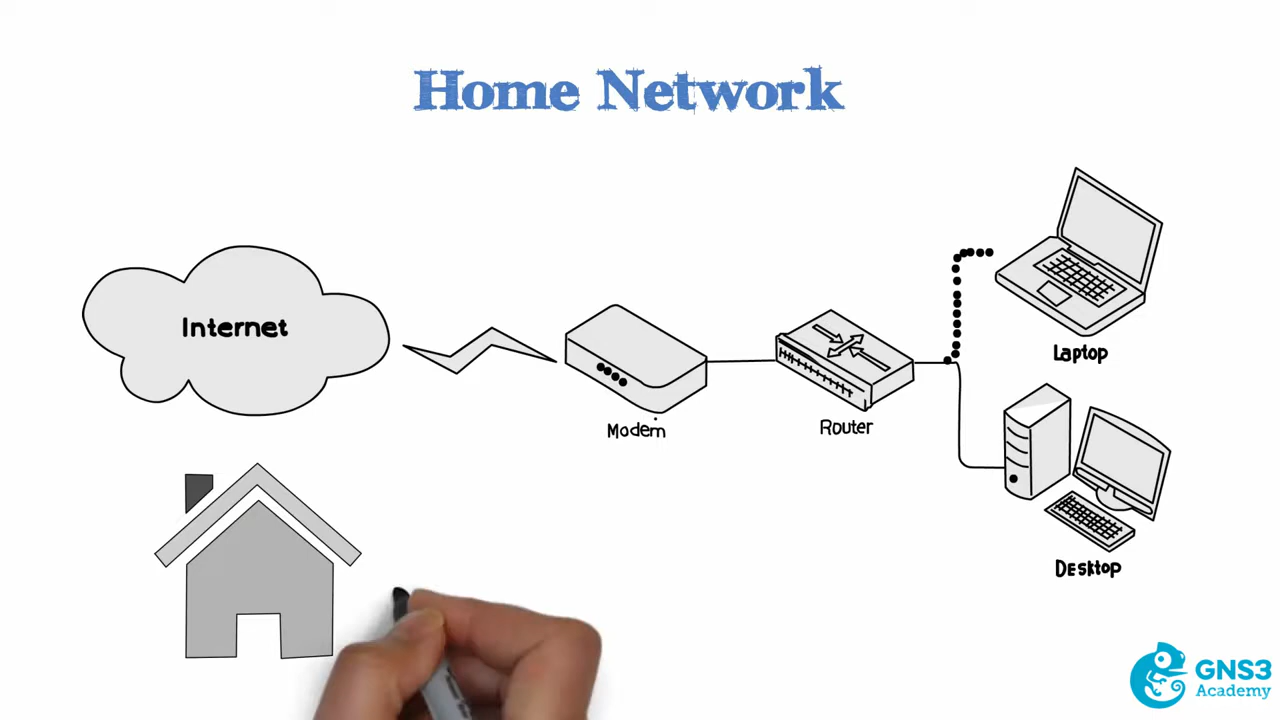 Home Network
Internet
Modem
Router
Laptop
Desktop
GNS3
Academy